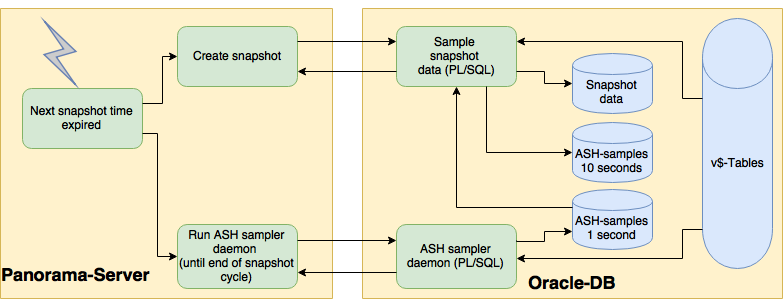 Create snapshot
Sample
snapshot
data (PL/SQL)
Snapshot
data
Next snapshot time
expired
ASH-samples
10 seconds
v$-Tables
ASH-samples
1 second
Run ASH sampler
daemon
(until end of snapshot
cycle)
ASH sampler
daemon (PL/SQL)
Panorama-Server
Oracle-DB